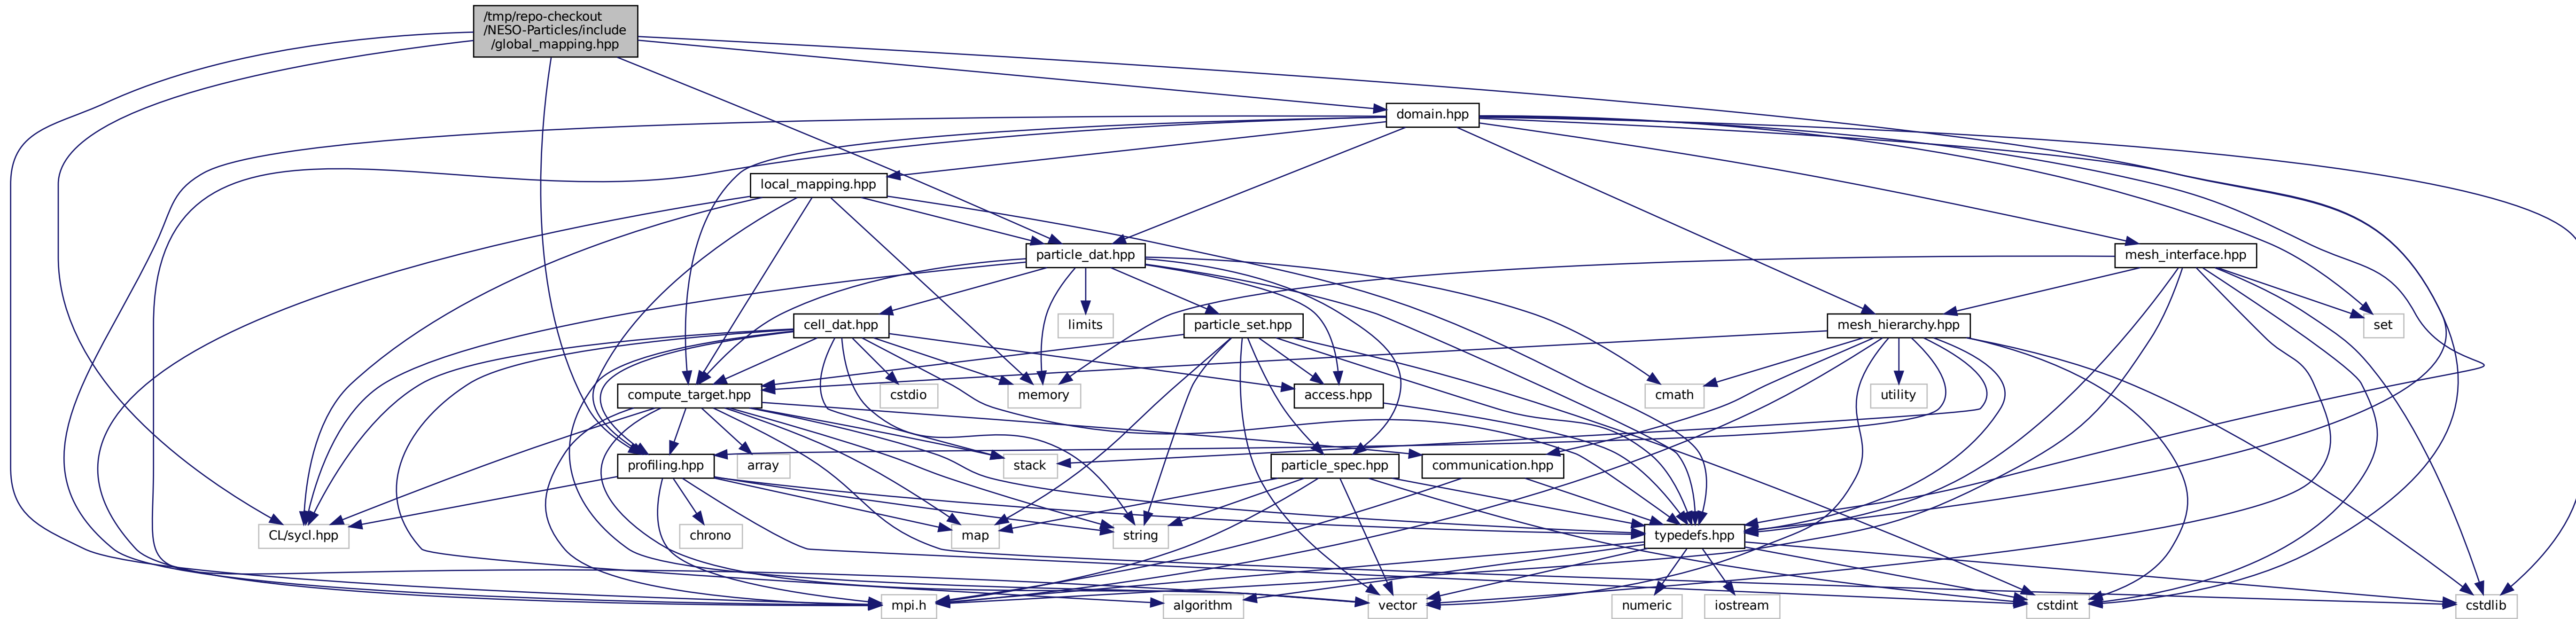 /tmp/repo-checkout
/NESO-Particles/include
/global_mapping.hpp
domain.hpp
local_mapping.hpp
particle_dat.hpp
mesh_interface.hpp
cell_dat.hpp
limits
particle_set.hpp
mesh_hierarchy.hpp
set
compute_target.hpp
cstdio
memory
access.hpp
cmath
utility
profiling.hpp
array
stack
particle_spec.hpp
communication.hpp
CL/sycl.hpp
chrono
map
string
typedefs.hpp
mpi.h
algorithm
vector
numeric
iostream
cstdint
cstdlib